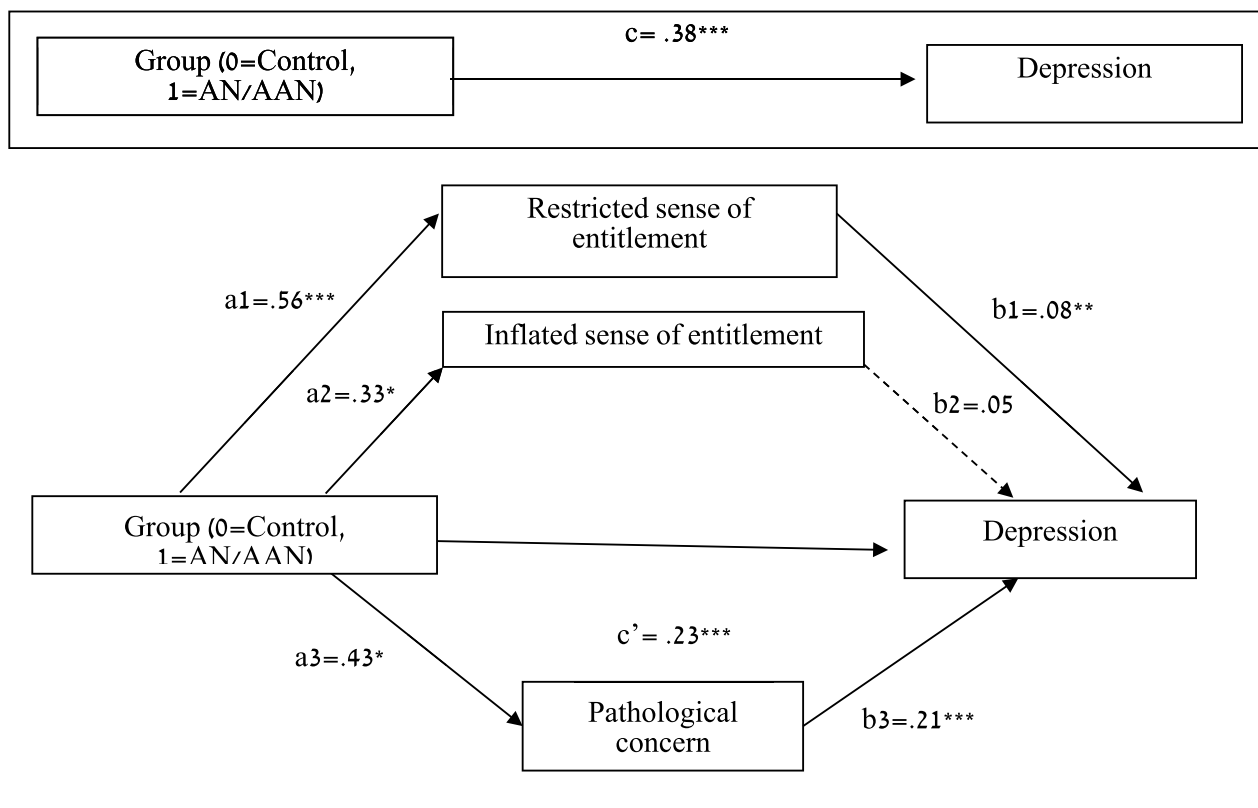 c= .38***
Group (0=Control,
1=AN/AAN)
Depression
Restricted sense of
entitlement
a1=.56***
b1=.08**
Inflated sense of entitlement
a2=.33*
b2=.05
Group (0=Control,
1=AN/AAN)
Depression
c’= .23***
a3=.43*
Pathological
concern
b3=.21***